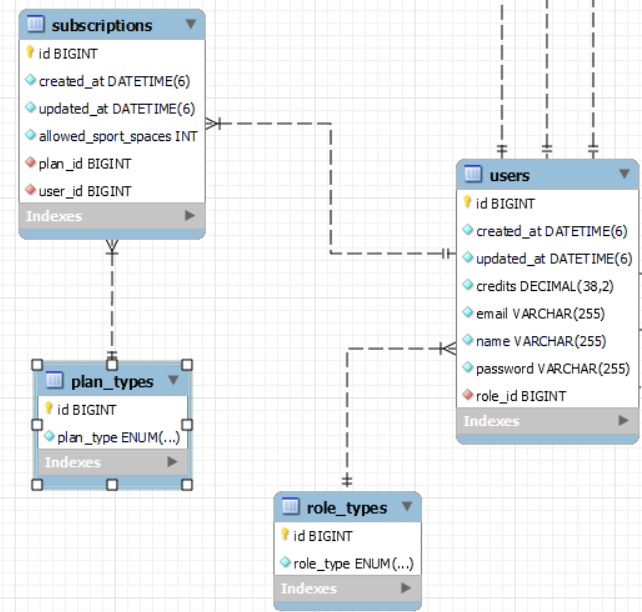 subscriptions
id BIGINT
created_at DATETIME(6)
updated_at DATETIME(6)
allowed_sport_spaces INT
plan_id BIGINT
user_id BIGINT
Indexes
users
id BIGINT
created_at DATETIME(6)
updated_at DATETIME(6)
credits DECIMAL(38,2)
email VARCHAR(255)
name VARCHAR(255)
password VARCHAR(255)
role_id BIGINT
Indexes
plan_types
id BIGINT
plan_type ENUM(...)
Indexes
role_types
id BIGINT
role_type ENUM(...)
Indexes